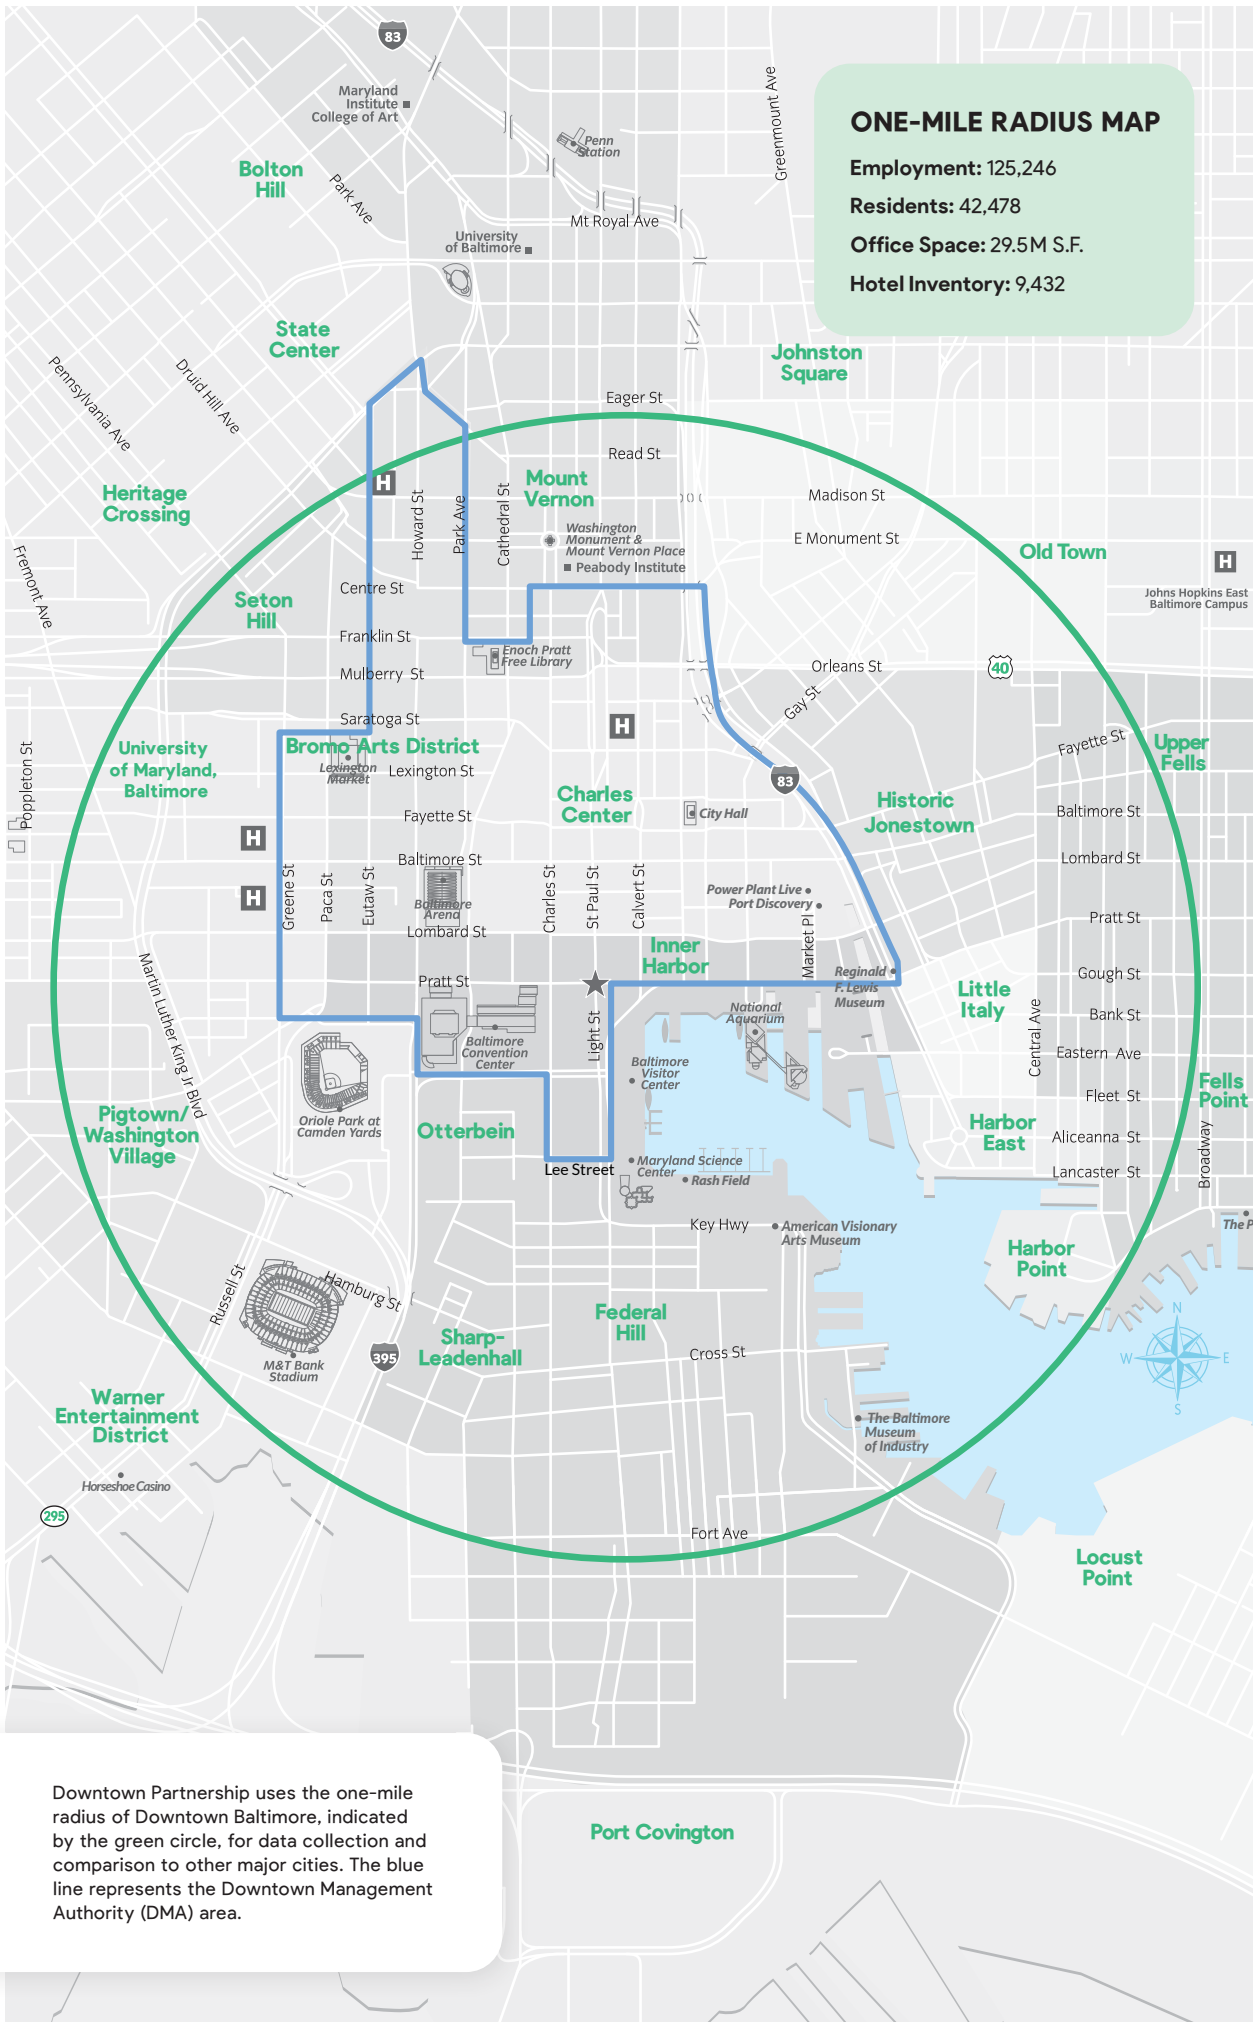 83
Maryland
Institute
College of Art
Penn
Station
Greenmount Ave
ONE-MILE RADIUS MAP
Employment: 125,246
Residents: 42,478
Office Space: 29.5M S.F.
Hotel Inventory: 9,432
Bolton
Hill
Park Ave
Mt Royal Ave
University
of Baltimore
State
Center
Johnston
Square
Pennsylvania Ave
Druid Hill Ave
Eager St
Read St
Heritage
Crossing
H
Howard St
Park Ave
Cathedral St
Mount
Vernon
Madison St
Washington
Monument &
Mount Vernon Place
Peabody Institute
E Monument St
Old Town
H
Johns Hopkins East
Baltimore Campus
Fremont Ave
Seton
Hill
Centre St
Franklin St
Mulberry St
Enoch Pratt
Free Library
Orleans St
40
Gay St
Saratoga St
H
Poppleton St
University
of Maryland,
Baltimore
Bromo Arts District
Lexington
Market
Lexington St
Fayette St
Upper
Fells
83
Charles
Center
City Hall
Historic
Jonestown
Fayette St
Baltimore St
H
H
Baltimore St
Lombard St
Greene St
Paca St
Eutaw St
Baltimore
Arena
Charles St
St Paul St
Calvert St
Power Plant Live
Port Discovery
Market Pl
Pratt St
Lombard St
Inner
Harbor
Martin Luther King Jr Blvd
Pratt St
Reginald
F. Lewis
Museum
Gough St
Little
Italy
Light St
National
Aquarium
Central Ave
Bank St
Baltimore
Convention
Center
Baltimore
Visitor
Center
Eastern Ave
Fells
Point
Fleet St
Pigtown/
Washington
Village
Oriole Park at
Camden Yards
Otterbein
Harbor
East
Aliceanna St
Broadway
Lee Street
Maryland Science
Center
Rash Field
Lancaster St
Key Hwy
American Visionary
Arts Museum
The P
Harbor
Point
Russell St
Hamburg St
Federal
Hill
N
W
E
S
Sharp-
Leadenhall
395
Cross St
M&T Bank
Stadium
Warner
Entertainment
District
The Baltimore
Museum
of Industry
Horseshoe Casino
295
Fort Ave
Locust
Point
Downtown Partnership uses the one-mile
radius of Downtown Baltimore, indicated
by the green circle, for data collection and
comparison to other major cities. The blue
line represents the Downtown Management
Authority (DMA) area.
Port Covington